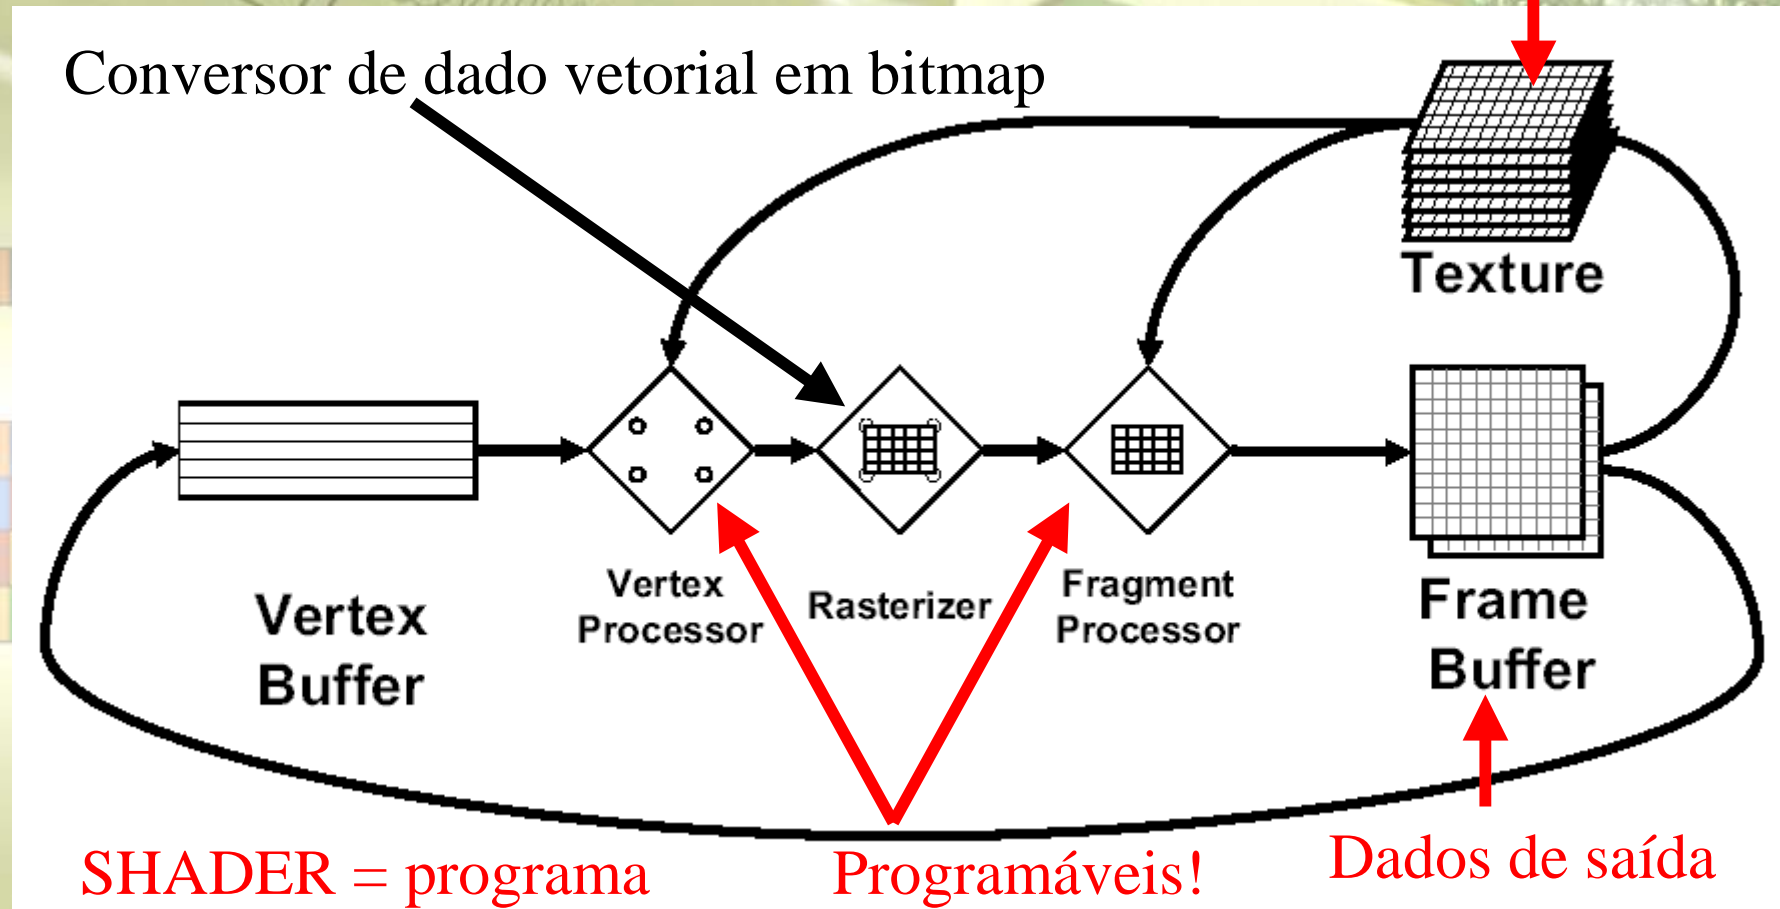 Conversor de dado vetorial em bitmap
Texture
Vertex
Buffer
Vertex
Processor
Rasterizer
Fragment
Processor
Frame
Buffer
SHADER = programa
Programáveis!
Dados de saída